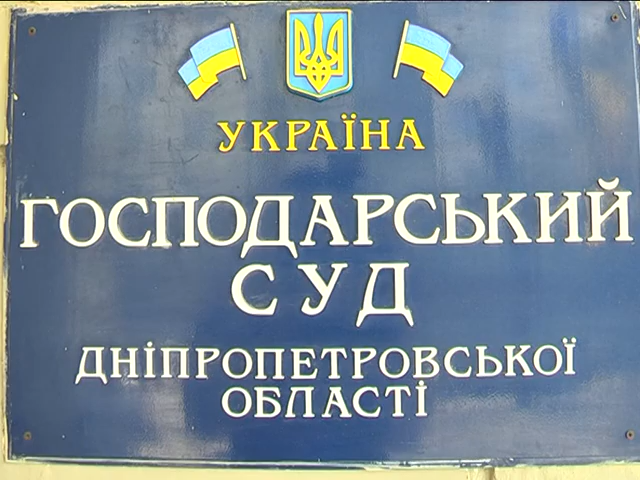 УКРАЇНА
ГОСПОДАРСЬКИЙ
СУД
ДНІПРОПЕТРОВСЬКОЇ
ОБЛАСТІ